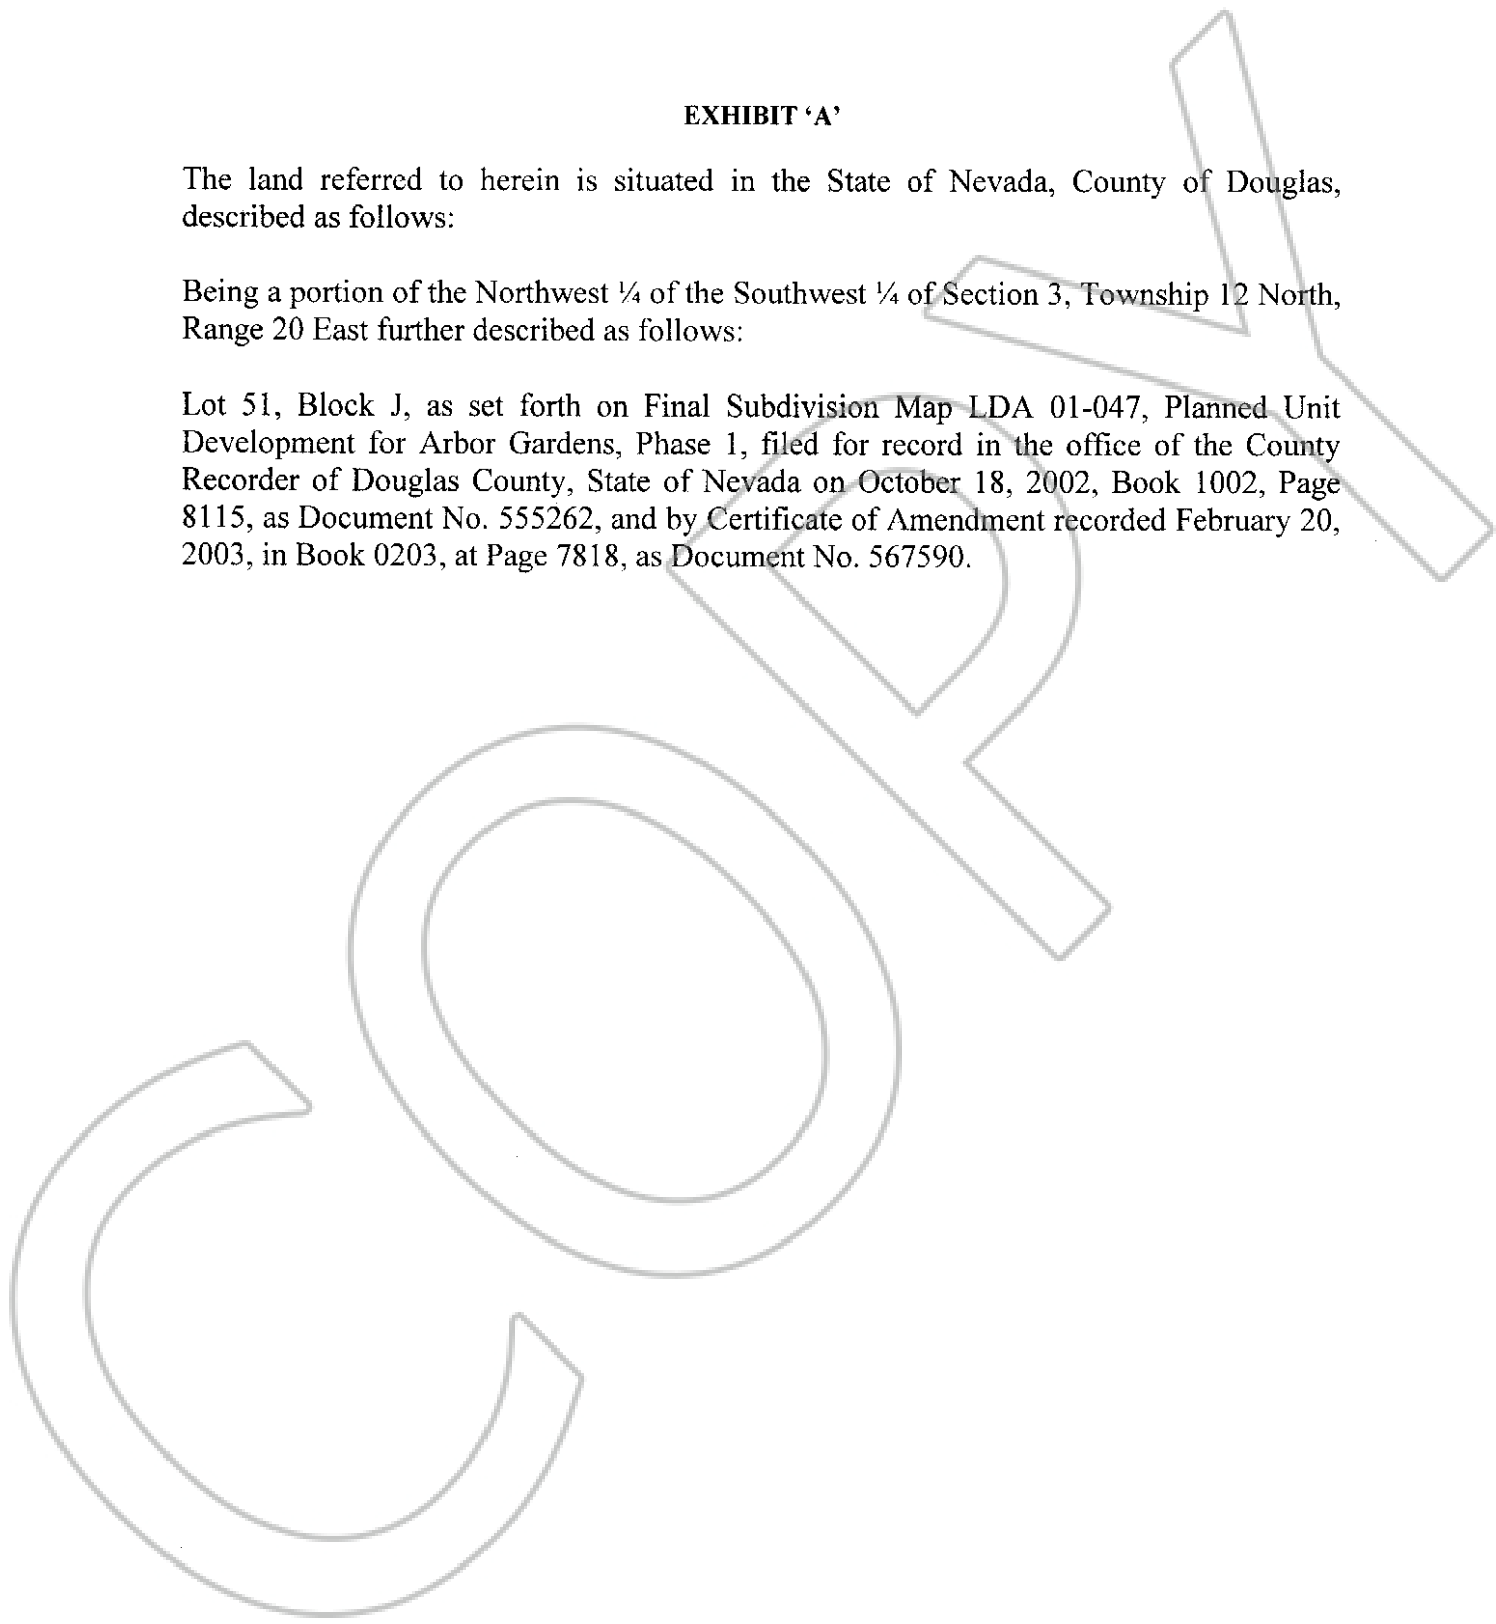 EXHIBIT ‘A’
The land referred to herein is situated in the State of Nevada, County of Douglas,
described as follows:
Being a portion of the Northwest ¼ of the Southwest ¼ of Section 3, Township 12 North,
Range 20 East further described as follows:
Lot 51, Block J, as set forth on Final Subdivision Map LDA 01-047, Planned Unit
Development for Arbor Gardens, Phase 1, filed for record in the office of the County
Recorder of Douglas County, State of Nevada on October 18, 2002, Book 1002, Page
8115, as Document No. 555262, and by Certificate of Amendment recorded February 20,
2003, in Book 0203, at Page 7818, as Document No. 567590.
COPY